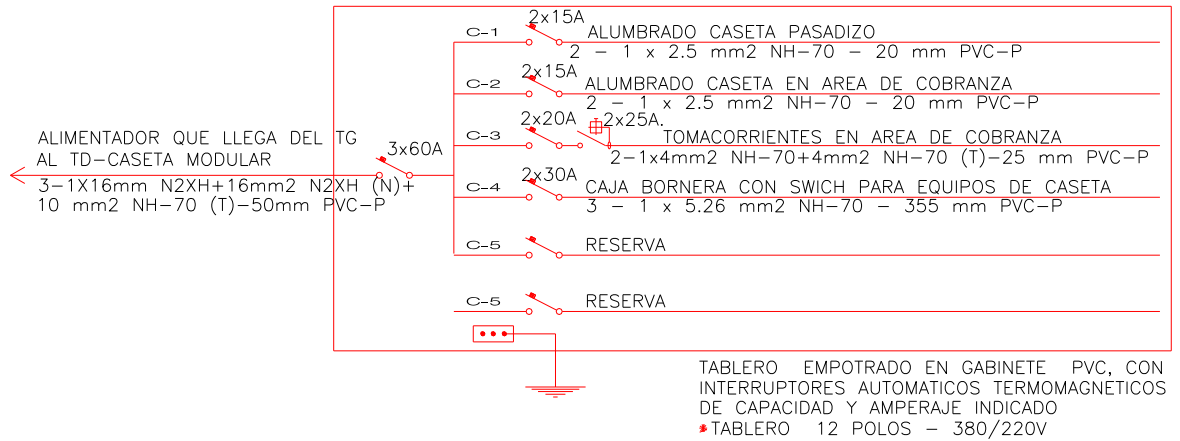 2x15A
C-1 ALUMBRADO CASETA PASADIZO
2 - 1 x 2.5 mm2 NH-70 - 20 mm PVC-P
2x15A
C-2 ALUMBRADO CASETA EN AREA DE COBRANZA
2 - 1 x 2.5 mm2 NH-70 - 20 mm PVC-P
2x20A 2x25A.
C-3 TOMACORRIENTES EN AREA DE COBRANZA
2-1x4mm2 NH-70+4mm2 NH-70 (T)-25 mm PVC-P
ALIMENTADOR QUE LLEGA DEL TG
AL TD-CASETA MODULAR
3x60A
3-1X16mm N2XH+16mm2 N2XH (N)+
10 mm2 NH-70 (T)-50mm PVC-P
2x30A
C-4 CAJA BORNERA CON SWICH PARA EQUIPOS DE CASETA
3 - 1 x 5.26 mm2 NH-70 - 355 mm PVC-P
C-5 RESERVA
C-5 RESERVA
TABLERO EMPOTRADO EN GABINETE PVC, CON
INTERRUPTORES AUTOMATICOS TERMOMAGNETICOS
DE CAPACIDAD Y AMPERAJE INDICADO
TABLERO 12 POLOS - 380/220V